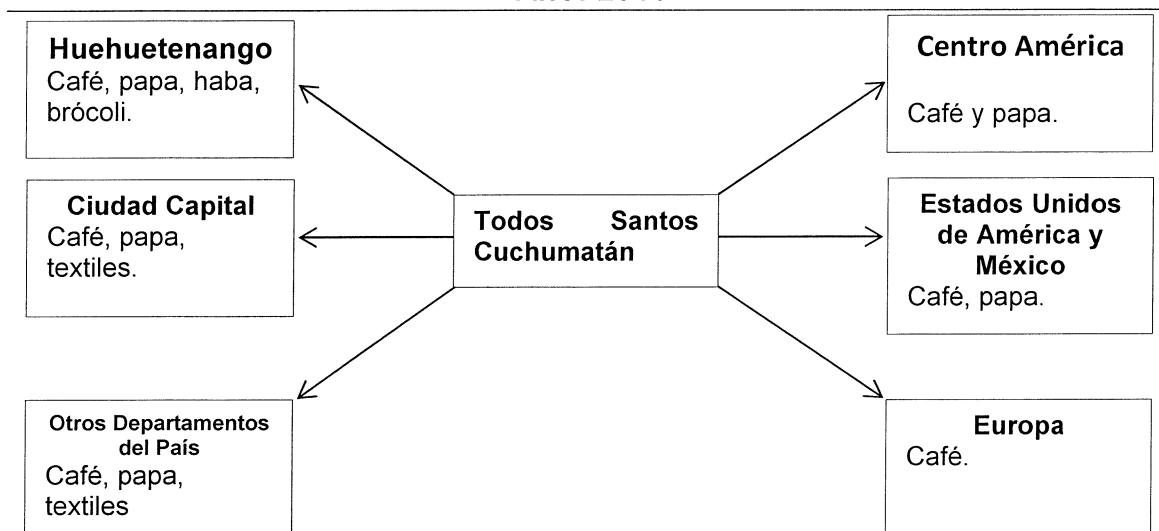 Huehuetenango
Café, papa, haba,
brócoli.
Ciudad Capital
Café, papa,
textiles.
Otros Departamentos
del País
Café, papa,
textiles
Todos Santos
Cuchumatán
Centro América
Café y papa.
Estados Unidos
de América y
México
Café, papa.
Europa
Café.